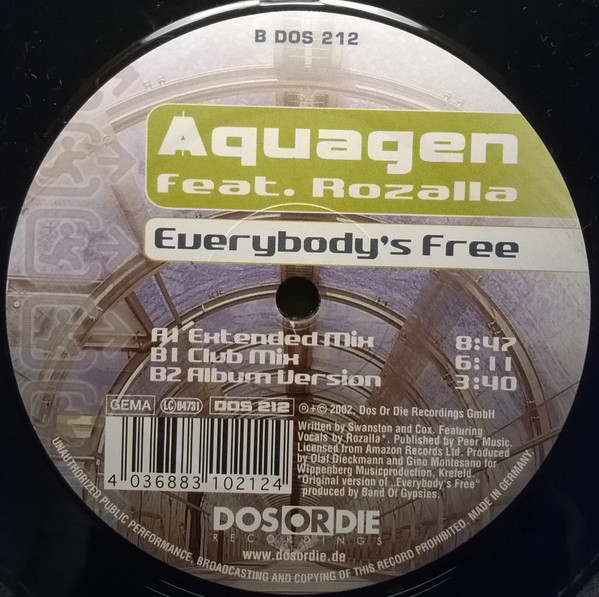 B DOS 212
Aquagen
feat. Rozalla
Everybody's Free
A1 Extended Mix 8:47
B1 Club Mix 6:11
B2 Album Version 3:40
GEMA LC 04731 DOS 212
℗+© 2002, Dos Or Die Recordings GmbH
Written by Swanston and Cox. Featuring
Vocals by Rozalla*. Published by Peer Music.
Licensed from Amazon Records Ltd. Produced
by Olaf Dieckmann and Gino Montesano for
Wippenberg Musicproduction, Krefeld.
*Original version of „Everybody's Free"
produced by Band Of Gypsies.
4 036883 102124
DOS OR DIE
RECORDINGS
www.dosordie.de
UNAUTHORIZED PUBLIC PERFORMANCE, BROADCASTING AND COPYING OF THIS RECORD PROHIBITED. MADE IN GERMANY.